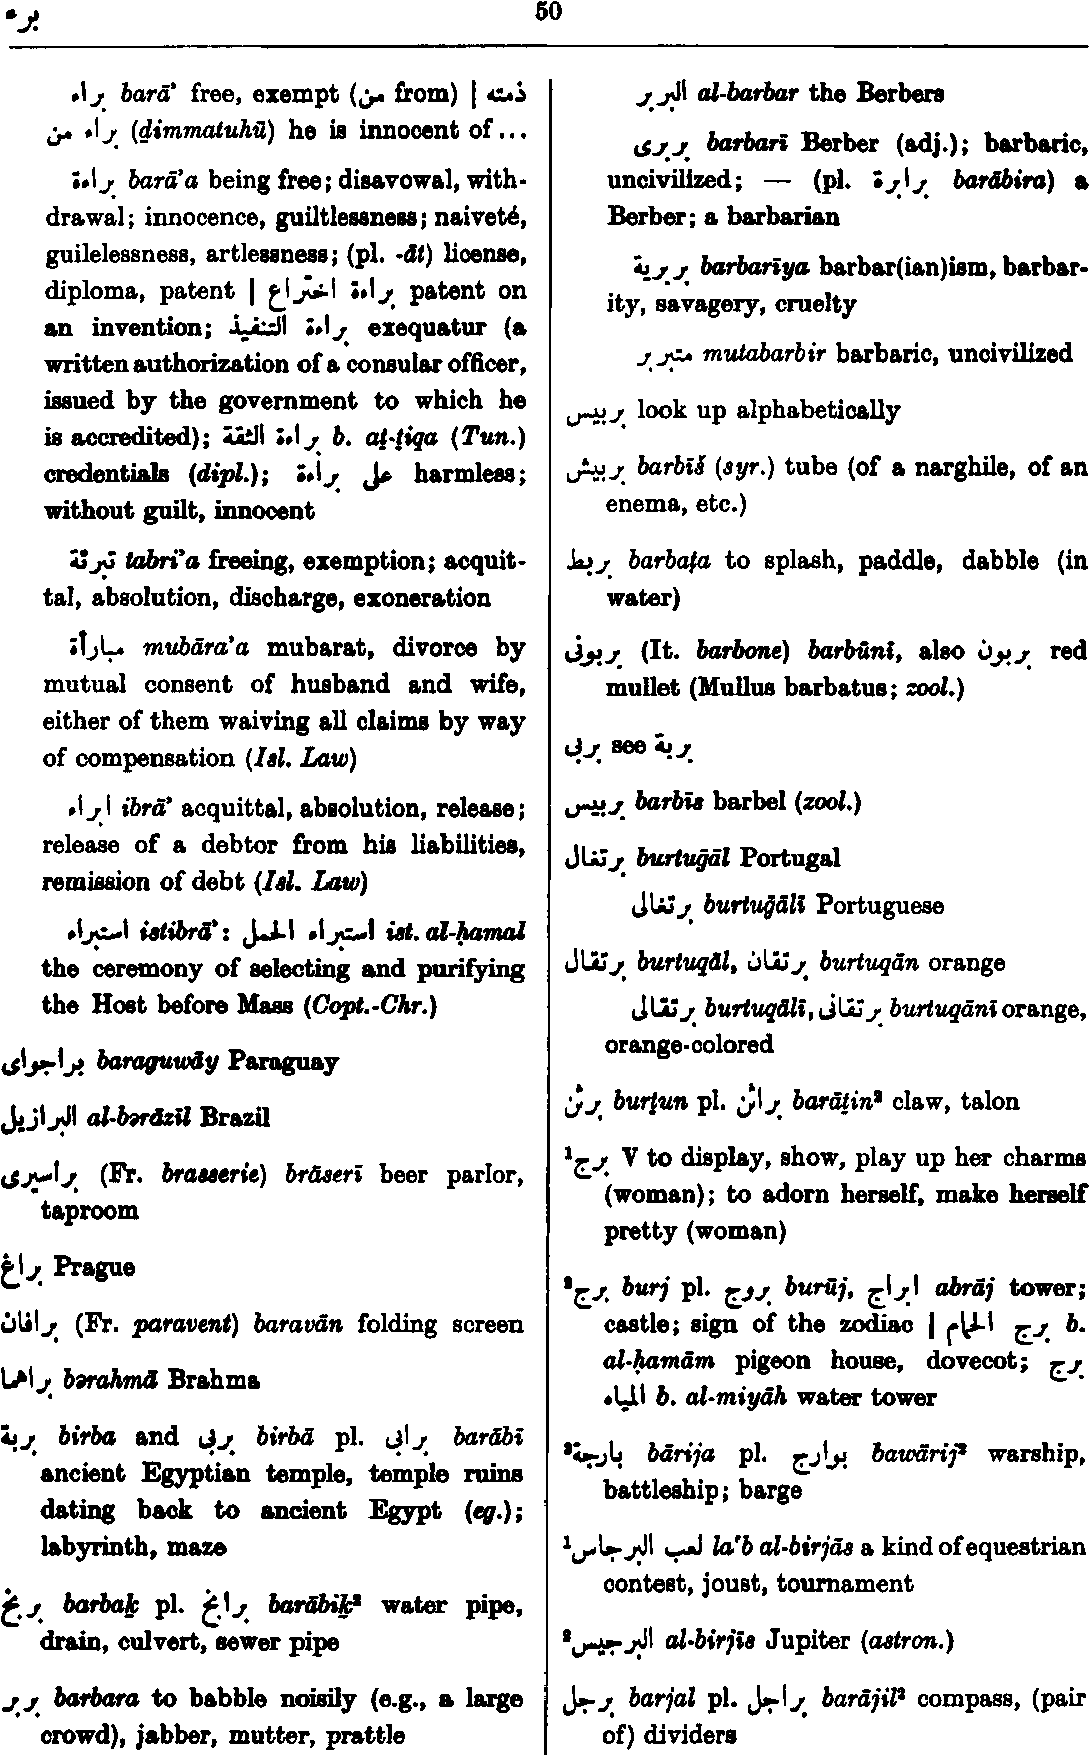 برء
50
براء barā’ free, exempt (من from) | ذمته
براء من (ḏimmatuhū) he is innocent of...
براءة barā’a being free; disavowal, with-
drawal; innocence, guiltlessness; naiveté,
guilelessness, artlessness; (pl. -āt) license,
diploma, patent | براءة اختراع patent on
an invention; براءة التنفيذ exequatur (a
written authorization of a consular officer,
issued by the government to which he
is accredited); براءة الثقة b. aṯ-ṯiqa (Tun.)
credentials (dipl.); على براءة harmless;
without guilt, innocent
تبرئة tabri’a freeing, exemption; acquit-
tal, absolution, discharge, exoneration
مبارأة mubāra’a mubarat, divorce by
mutual consent of husband and wife,
either of them waiving all claims by way
of compensation (Isl. Law)
ابراء ibrā’ acquittal, absolution, release;
release of a debtor from his liabilities,
remission of debt (Isl. Law)
استبراء istibrā’: استبراء الحمل ist. al-ḥamal
the ceremony of selecting and purifying
the Host before Mass (Copt.-Chr.)
براجواى baraguwāy Paraguay
البرازيل al-bərāzīl Brazil
براسيرى (Fr. brasserie) brāserī beer parlor,
taproom
براغ Prague
براڤان (Fr. paravent) baravān folding screen
براهما bərahmā Brahma
بربة birba and بربى birbā pl. برابى barābī
ancient Egyptian temple, temple ruins
dating back to ancient Egypt (eg.);
labyrinth, maze
بربخ barbaḵ pl. برابخ barābiḵ² water pipe,
drain, culvert, sewer pipe
بربر barbara to babble noisily (e.g., a large
crowd), jabber, mutter, prattle
البربر al-barbar the Berbers
بربرى barbarī Berber (adj.); barbaric,
uncivilized; — (pl. برابرة barābira) a
Berber; a barbarian
بربرية barbarīya barbar(ian)ism, barbar-
ity, savagery, cruelty
متبربر mutabarbir barbaric, uncivilized
بربيس look up alphabetically
بربيش barbīš (syr.) tube (of a narghile, of an
enema, etc.)
بربط barbaṭa to splash, paddle, dabble (in
water)
بربونى (It. barbone) barbūnī, also بربون red
mullet (Mullus barbatus; zool.)
بربى see بربة
بربيس barbīs barbel (zool.)
برتغال burtuḡāl Portugal
برتغالى burtuḡālī Portuguese
برتقال burtuqāl, برتقان burtuqān orange
برتقالى burtuqālī, برتقانى burtuqānī orange,
orange-colored
برثن burṯun pl. براثن barāṯin² claw, talon
¹برج V to display, show, play up her charms
(woman); to adorn herself, make herself
pretty (woman)
²برج burj pl. بروج burūj, ابراج abrāj tower;
castle; sign of the zodiac | برج الحمام b.
al-ḥamām pigeon house, dovecot; برج
المياه b. al-miyāh water tower
³بارجة bārija pl. بوارج bawārij² warship,
battleship; barge
¹لعب البرجاس la‘b al-birjās a kind of equestrian
contest, joust, tournament
²البرجيس al-birjīs Jupiter (astron.)
برجل barjal pl. براجل barājil² compass, (pair
of) dividers